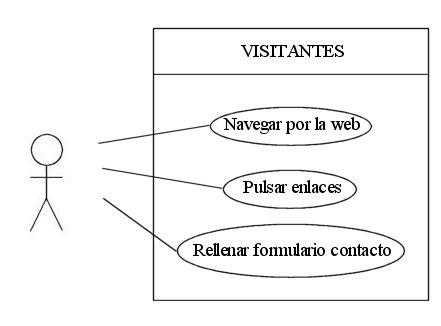 VISITANTES
Navegar por la web
Pulsar enlaces
Rellenar formulario contacto